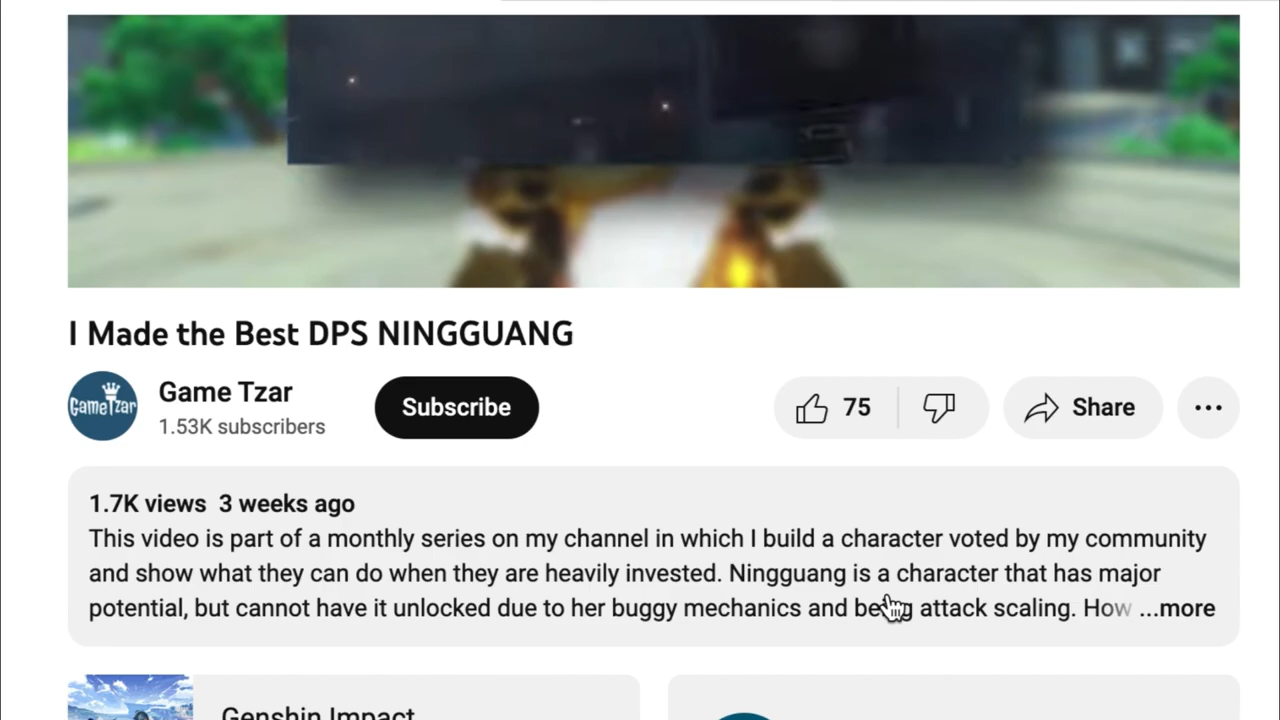 I Made the Best DPS NINGGUANG
GameTzar
Game Tzar
1.53K subscribers
Subscribe
75
Share
1.7K views 3 weeks ago
This video is part of a monthly series on my channel in which I build a character voted by my community
and show what they can do when they are heavily invested. Ningguang is a character that has major
potential, but cannot have it unlocked due to her buggy mechanics and being attack scaling. How ...more
Genshin Impact